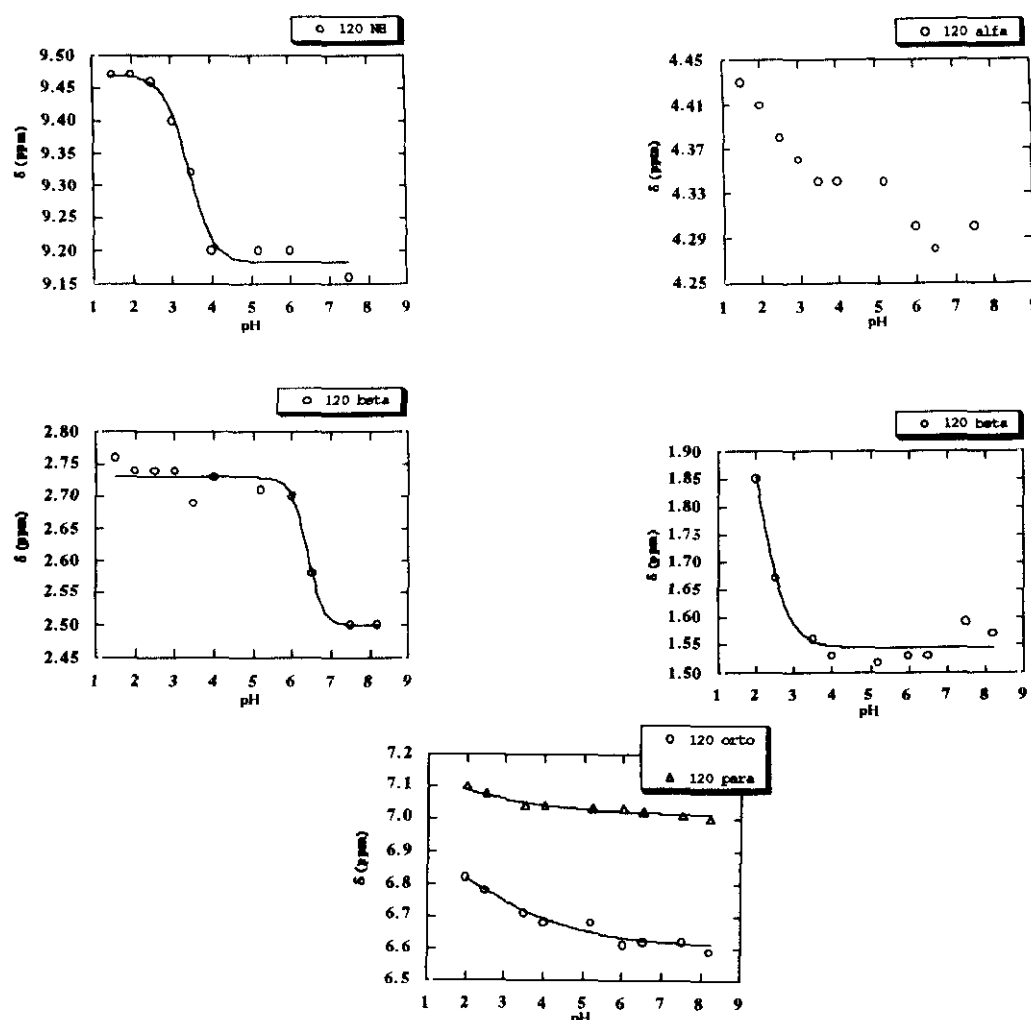 120 NH
9.50
9.45
9.40
9.35
9.30
9.25
9.20
9.15
δ (ppm)
1 2 3 4 5 6 7 8 9
pH
120 alfa
4.45
4.41
4.37
4.33
4.29
4.25
δ (ppm)
1 2 3 4 5 6 7 8 9
pH
120 beta
2.80
2.75
2.70
2.65
2.60
2.55
2.50
2.45
δ (ppm)
1 2 3 4 5 6 7 8 9
pH
120 beta
1.90
1.85
1.80
1.75
1.70
1.65
1.60
1.55
1.50
δ (ppm)
1 2 3 4 5 6 7 8 9
pH
120 orto
120 para
7.2
7.1
7.0
6.9
6.8
6.7
6.6
6.5
δ (ppm)
1 2 3 4 5 6 7 8 9
pH